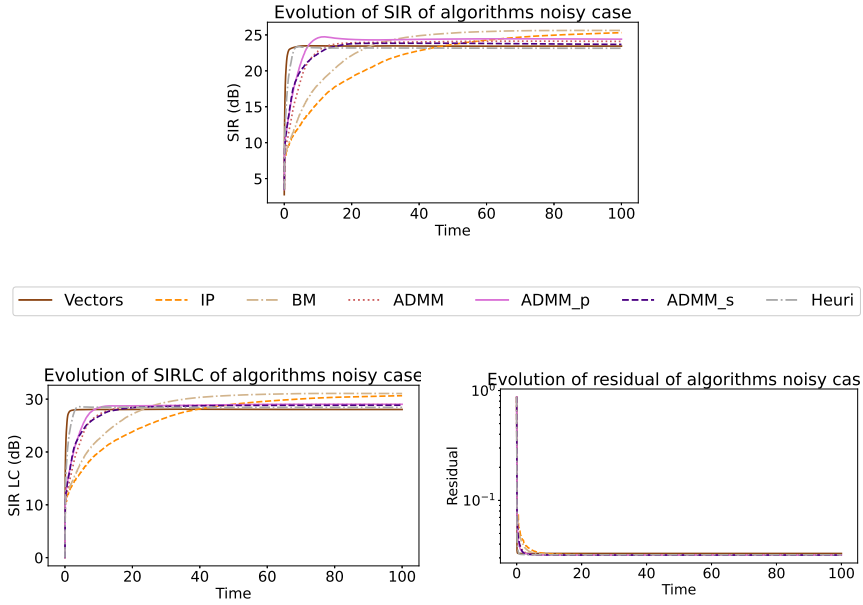 Evolution of SIR of algorithms noisy case
25
20
15
10
5
SIR (dB)
0 20 40 60 80 100
Time
Vectors IP BM ADMM ADMM_p ADMM_s Heuri
Evolution of SIRLC of algorithms noisy case
30
20
10
0
SIR LC (dB)
0 20 40 60 80 100
Time
Evolution of residual of algorithms noisy cas
10⁰
10⁻¹
Residual
0 20 40 60 80 100
Time